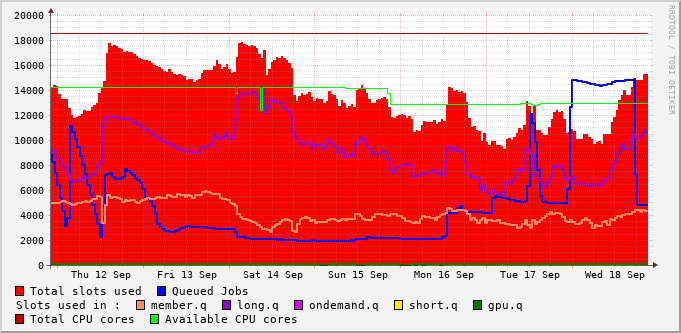 20000
18000
16000
14000
12000
10000
8000
6000
4000
2000
0
Thu 12 Sep Fri 13 Sep Sat 14 Sep Sun 15 Sep Mon 16 Sep Tue 17 Sep Wed 18 Sep
RRDTOOL / TOBI OETIKER
Total slots used Queued Jobs
Slots used in : member.q long.q ondemand.q short.q gpu.q
Total CPU cores Available CPU cores